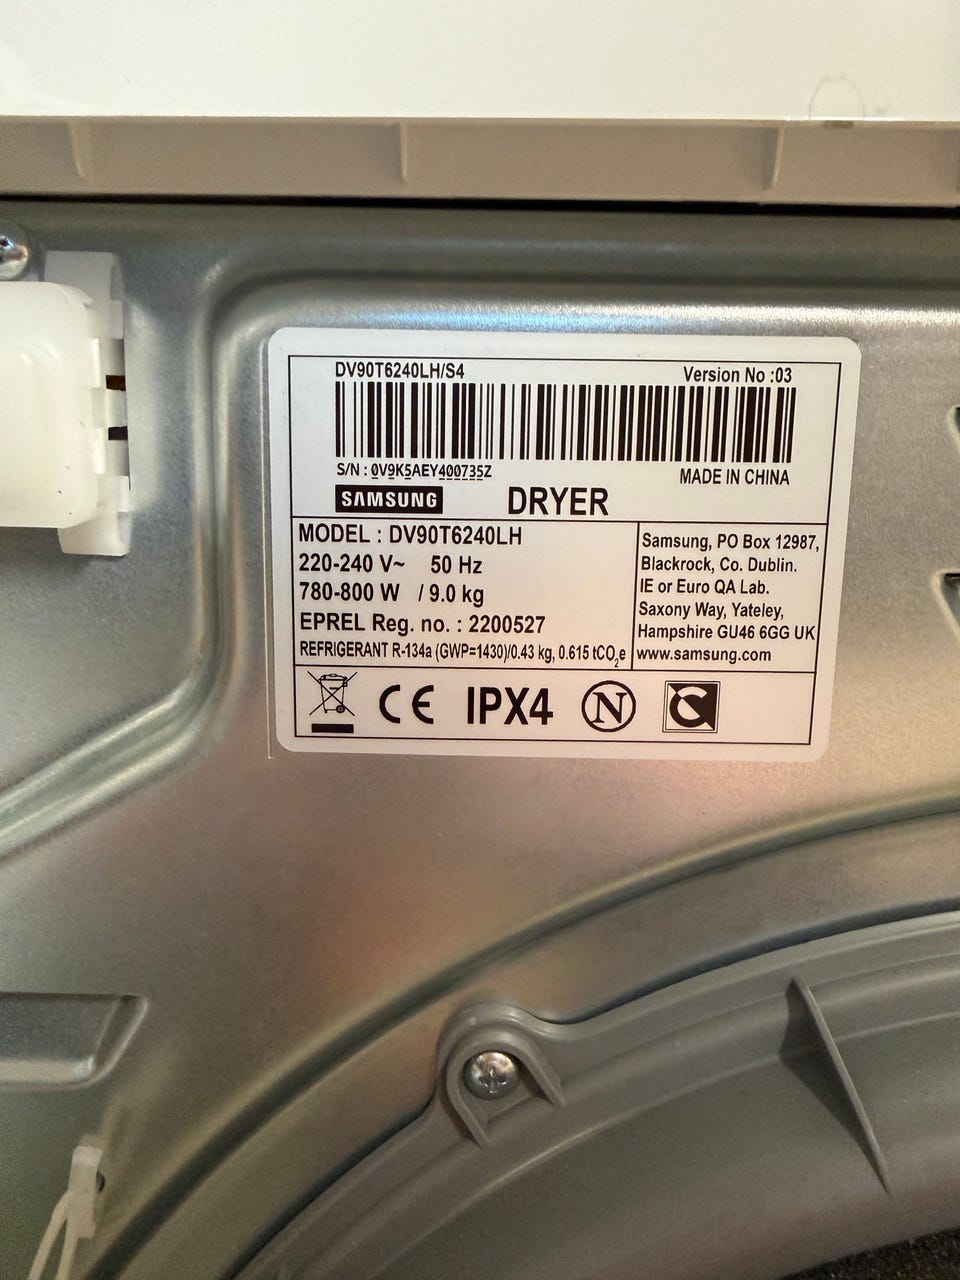 DV90T6240LH/S4 Version No :03
S/N : 0V9K5AEY400735Z MADE IN CHINA
SAMSUNG DRYER
MODEL : DV90T6240LH
220-240 V~ 50 Hz
780-800 W / 9.0 kg
EPREL Reg. no. : 2200527
REFRIGERANT R-134a (GWP=1430)/0.43 kg, 0.615 tCO₂e
Samsung, PO Box 12987,
Blackrock, Co. Dublin.
IE or Euro QA Lab.
Saxony Way, Yateley,
Hampshire GU46 6GG UK
www.samsung.com
CE IPX4 N C